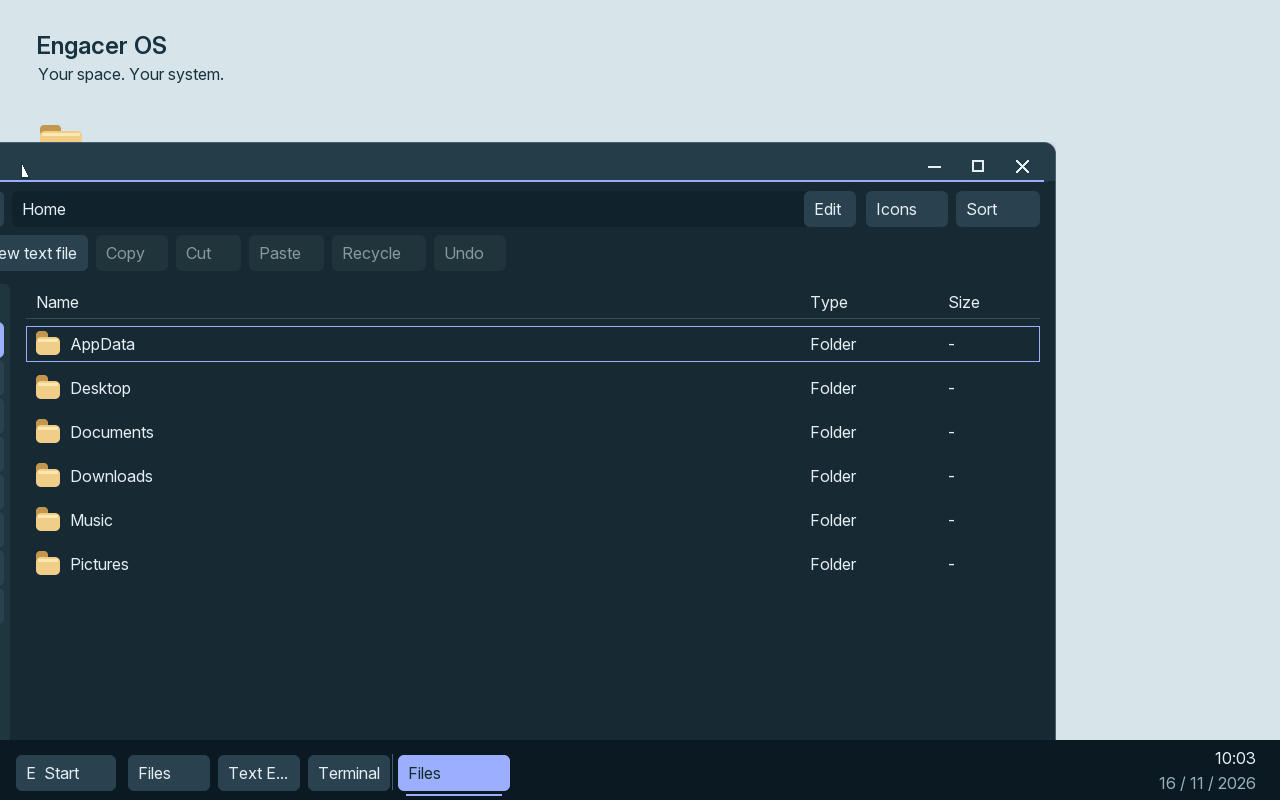 Engacer OS
Your space. Your system.
Home Edit Icons Sort
ew text file Copy Cut Paste Recycle Undo
Name Type Size
AppData Folder -
Desktop Folder -
Documents Folder -
Downloads Folder -
Music Folder -
Pictures Folder -
E Start Files Text E... Terminal Files
10:03
16 / 11 / 2026